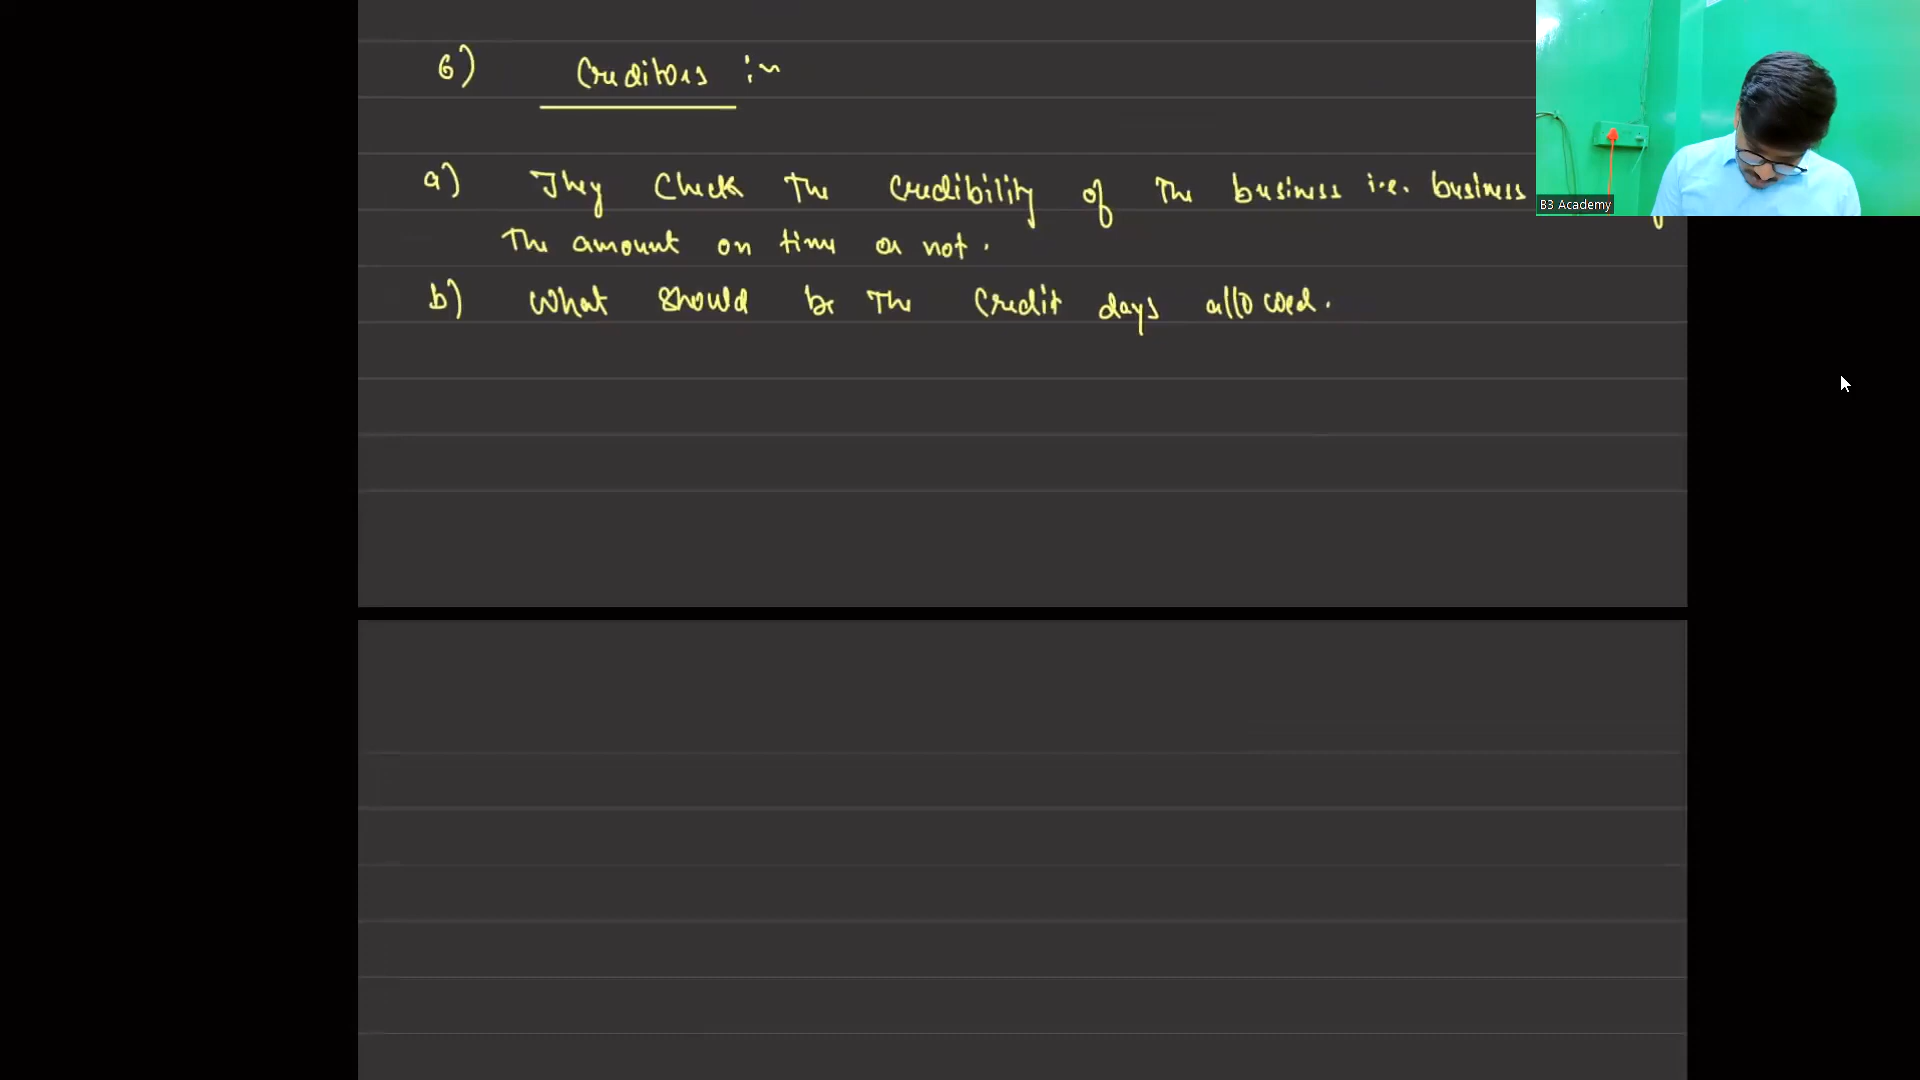 6) Creditors :~
a) They Check The Credibility of The business i.e. business
The amount on time or not.
b) What Should be The Credit days allowed.
B3 Academy